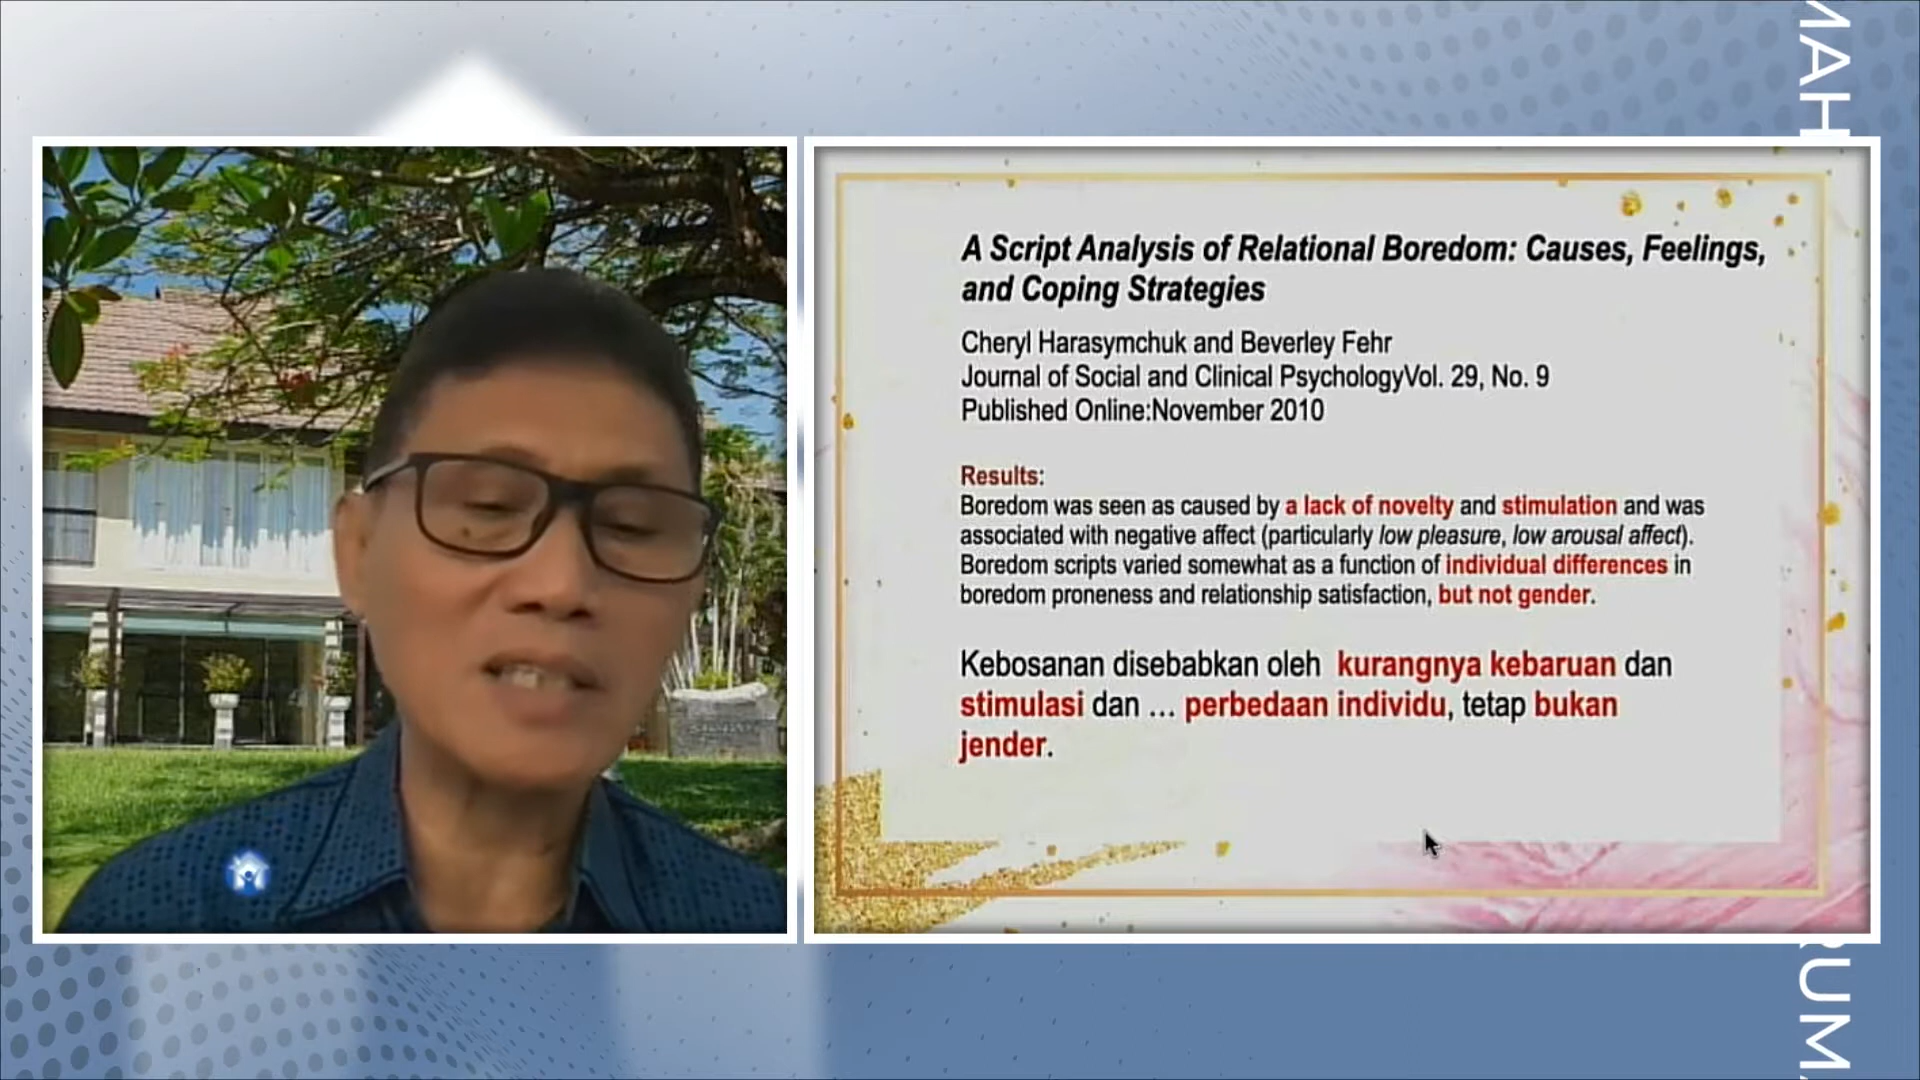 A Script Analysis of Relational Boredom: Causes, Feelings,
and Coping Strategies
Cheryl Harasymchuk and Beverley Fehr
Journal of Social and Clinical PsychologyVol. 29, No. 9
Published Online:November 2010
Results:
Boredom was seen as caused by a lack of novelty and stimulation and was
associated with negative affect (particularly low pleasure, low arousal affect).
Boredom scripts varied somewhat as a function of individual differences in
boredom proneness and relationship satisfaction, but not gender.
Kebosanan disebabkan oleh kurangnya kebaruan dan
stimulasi dan ... perbedaan individu, tetap bukan
jender.
MAH
RUM